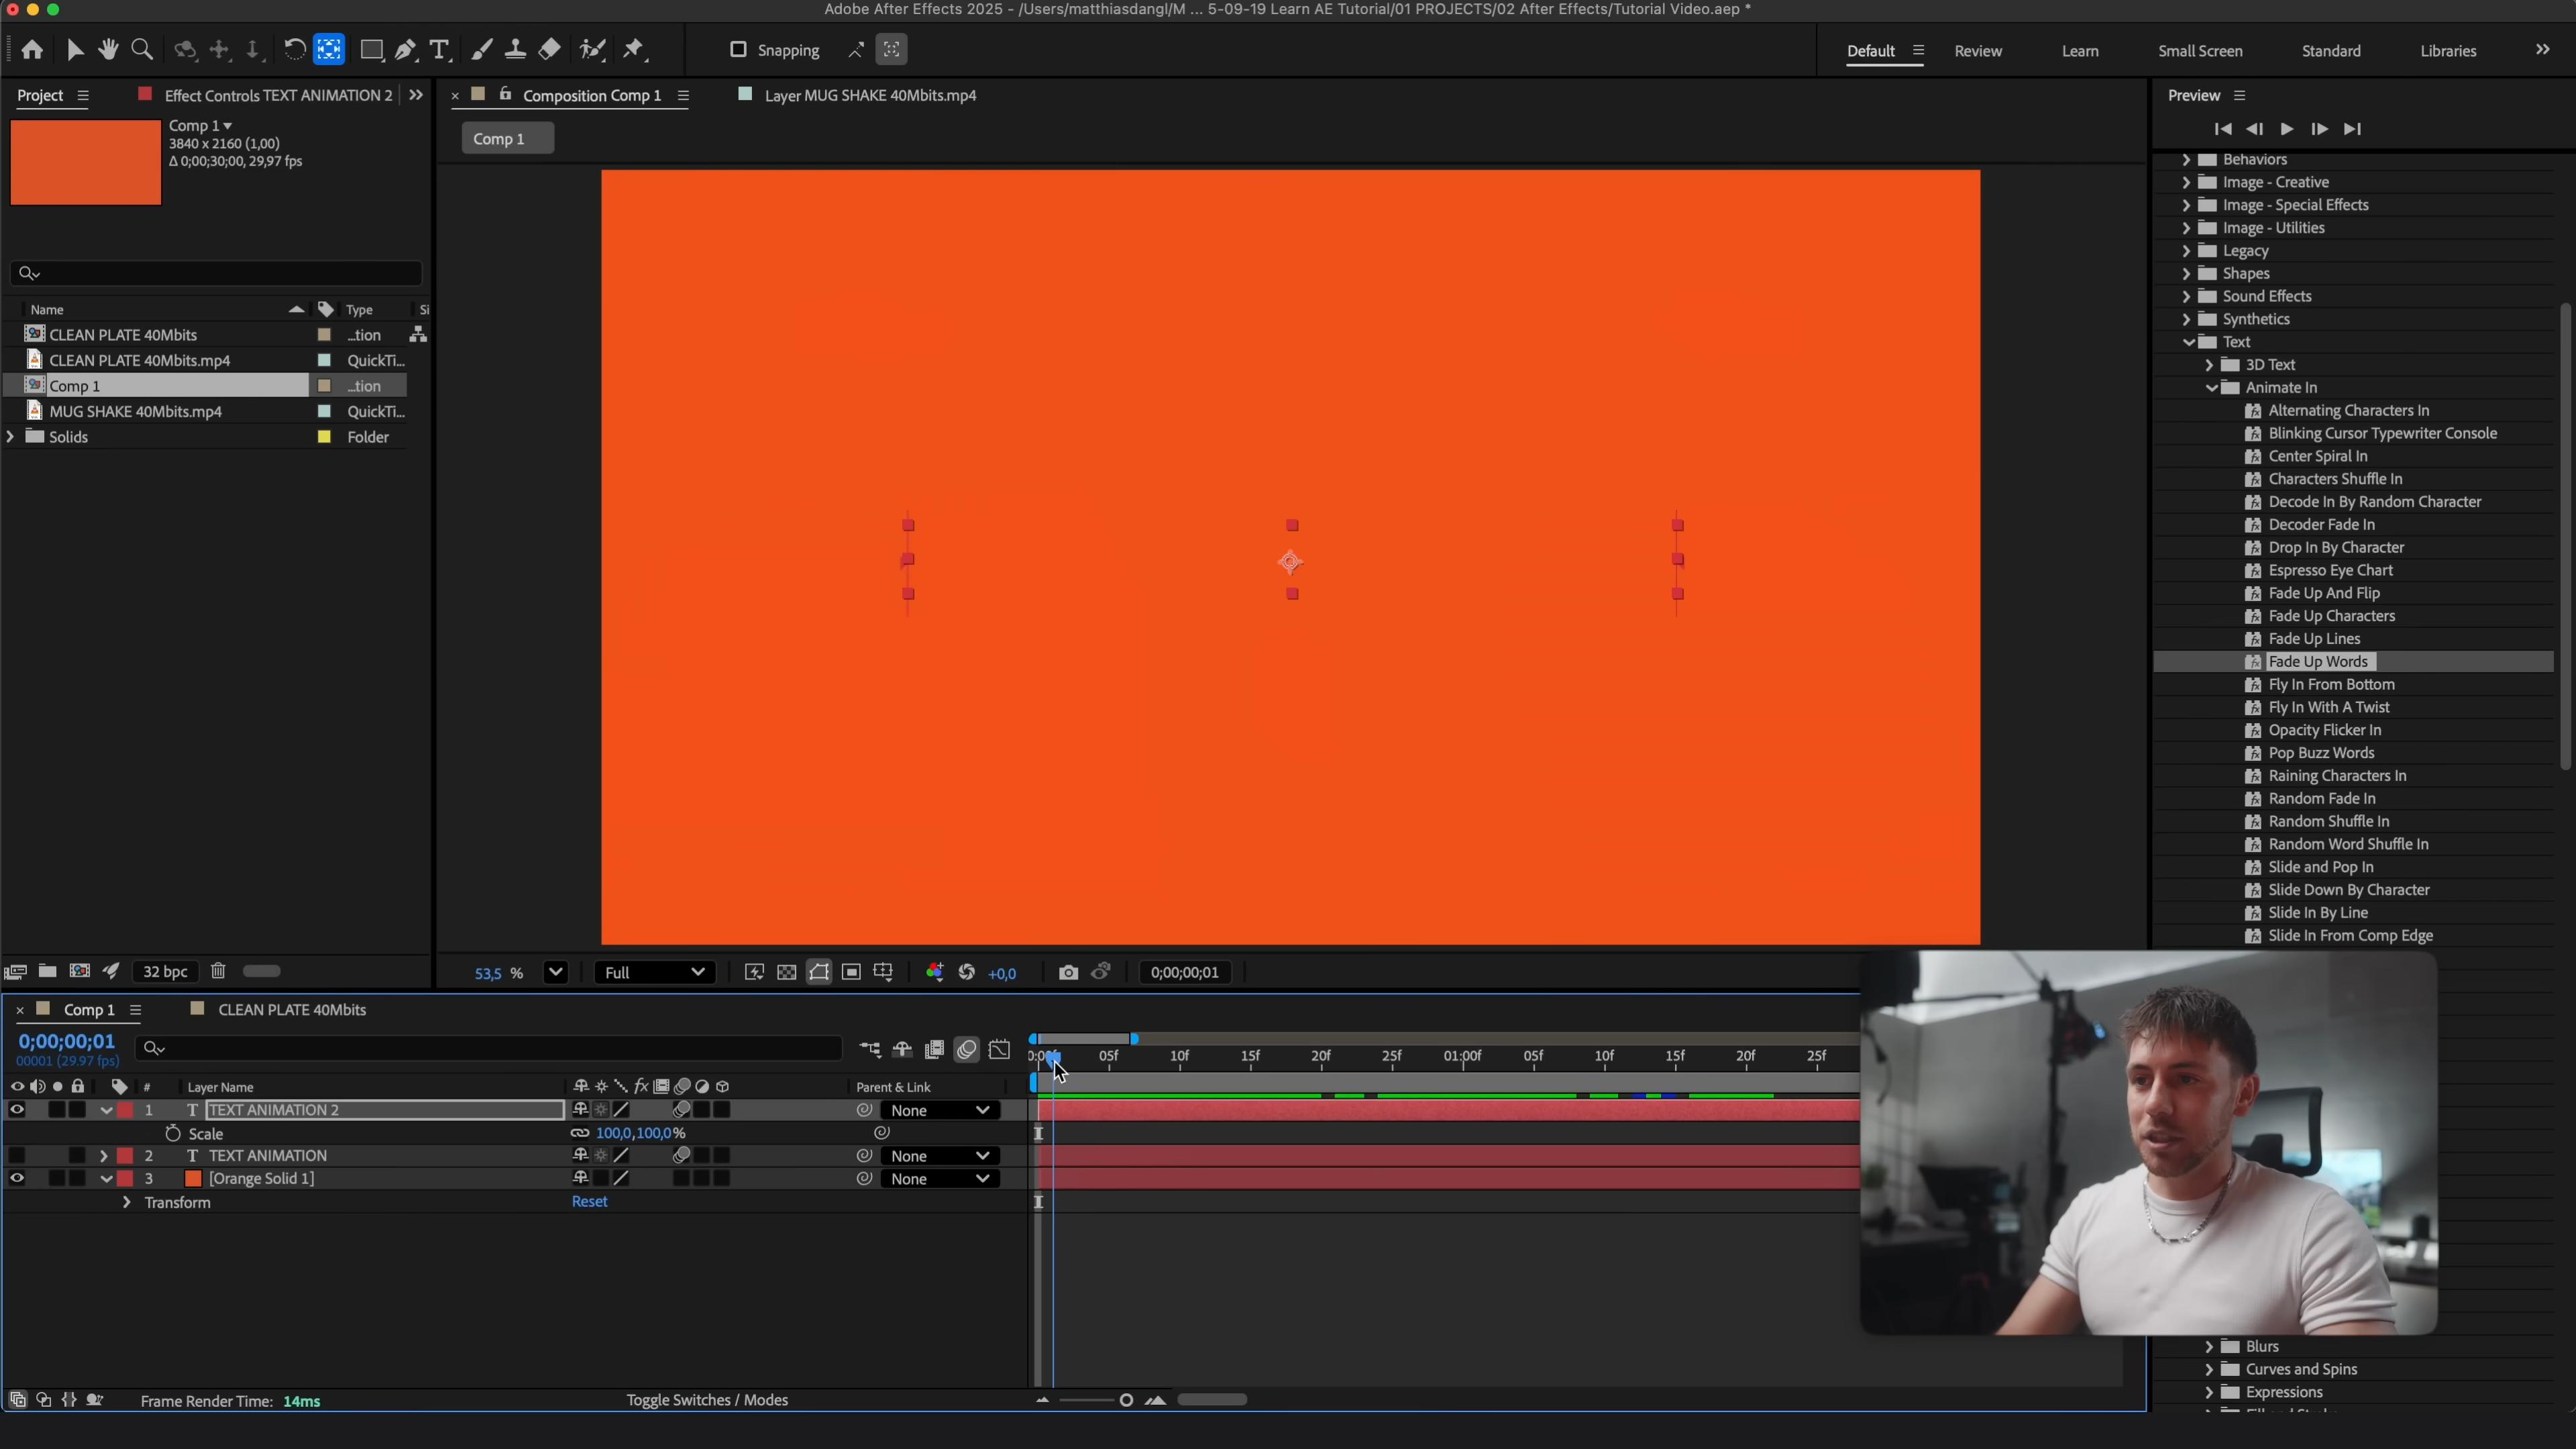 Adobe After Effects 2025 - /Users/matthiasdangl/M ... 5-09-19 Learn AE Tutorial/01 PROJECTS/02 After Effects/Tutorial Video.aep *
Snapping
Default
Review
Learn
Small Screen
Standard
Libraries
Project
Effect Controls TEXT ANIMATION 2
Composition Comp 1
Layer MUG SHAKE 40Mbits.mp4
Preview
Comp 1
3840 x 2160 (1,00)
Δ 0;00;30;00, 29,97 fps
Comp 1
Name
Type
Si
CLEAN PLATE 40Mbits
...tion
CLEAN PLATE 40Mbits.mp4
QuickTi...
Comp 1
...tion
MUG SHAKE 40Mbits.mp4
QuickTi...
Solids
Folder
Behaviors
Image - Creative
Image - Special Effects
Image - Utilities
Legacy
Shapes
Sound Effects
Synthetics
Text
3D Text
Animate In
Alternating Characters In
Blinking Cursor Typewriter Console
Center Spiral In
Characters Shuffle In
Decode In By Random Character
Decoder Fade In
Drop In By Character
Espresso Eye Chart
Fade Up And Flip
Fade Up Characters
Fade Up Lines
Fade Up Words
Fly In From Bottom
Fly In With A Twist
Opacity Flicker In
Pop Buzz Words
Raining Characters In
Random Fade In
Random Shuffle In
Random Word Shuffle In
Slide and Pop In
Slide Down By Character
Slide In By Line
Slide In From Comp Edge
32 bpc
53,5 %
Full
+0,0
0;00;00;01
Comp 1
CLEAN PLATE 40Mbits
0;00;00;01
00001 (29.97 fps)
05f 10f 15f 20f 25f 01:00f 05f 10f 15f 20f 25f
# Layer Name
fx
Parent & Link
1 T TEXT ANIMATION 2
None
Scale
100,0,100,0%
2 T TEXT ANIMATION
None
3 [Orange Solid 1]
None
Transform
Reset
Blurs
Curves and Spins
Expressions
Frame Render Time: 14ms
Toggle Switches / Modes